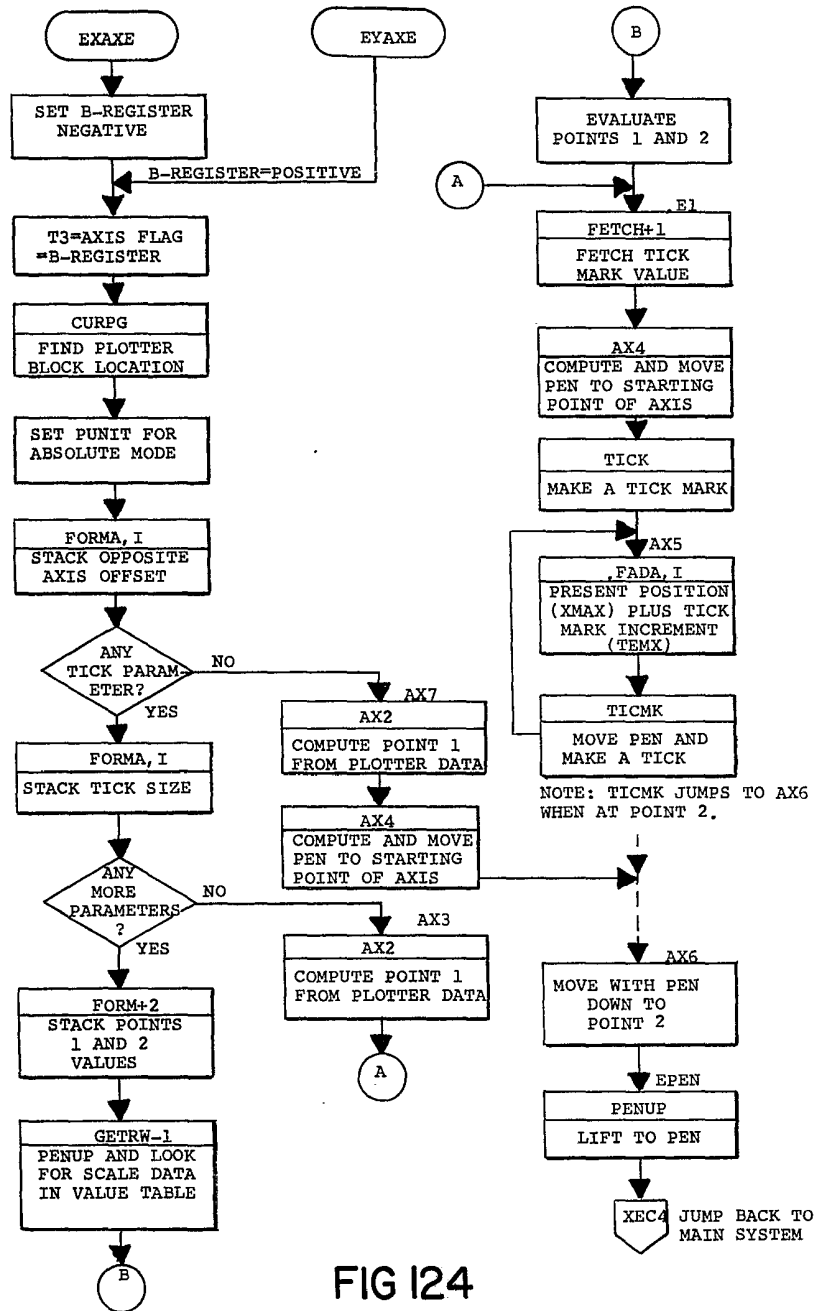 EXAXE
SET B-REGISTER
NEGATIVE
EYAXE
B-REGISTER=POSITIVE
T3=AXIS FLAG
=B-REGISTER
CURPG
FIND PLOTTER
BLOCK LOCATION
SET PUNIT FOR
ABSOLUTE MODE
FORMA,I
STACK OPPOSITE
AXIS OFFSET
ANY
TICK PARAM-
ETER?
NO
YES
FORMA,I
STACK TICK SIZE
ANY
MORE
PARAMETERS
?
NO
YES
FORM+2
STACK POINTS
1 AND 2
VALUES
GETRW-1
PENUP AND LOOK
FOR SCALE DATA
IN VALUE TABLE
B
AX7
AX2
COMPUTE POINT 1
FROM PLOTTER DATA
AX4
COMPUTE AND MOVE
PEN TO STARTING
POINT OF AXIS
AX3
AX2
COMPUTE POINT 1
FROM PLOTTER DATA
A
B
EVALUATE
POINTS 1 AND 2
A
.E1
FETCH+1
FETCH TICK
MARK VALUE
AX4
COMPUTE AND MOVE
PEN TO STARTING
POINT OF AXIS
TICK
MAKE A TICK MARK
AX5
.FADA,I
PRESENT POSITION
(XMAX) PLUS TICK
MARK INCREMENT
(TEMX)
TICMK
MOVE PEN AND
MAKE A TICK
NOTE: TICMK JUMPS TO AX6
WHEN AT POINT 2.
AX6
MOVE WITH PEN
DOWN TO
POINT 2
EPEN
PENUP
LIFT TO PEN
XEC4
JUMP BACK TO
MAIN SYSTEM
FIG 124